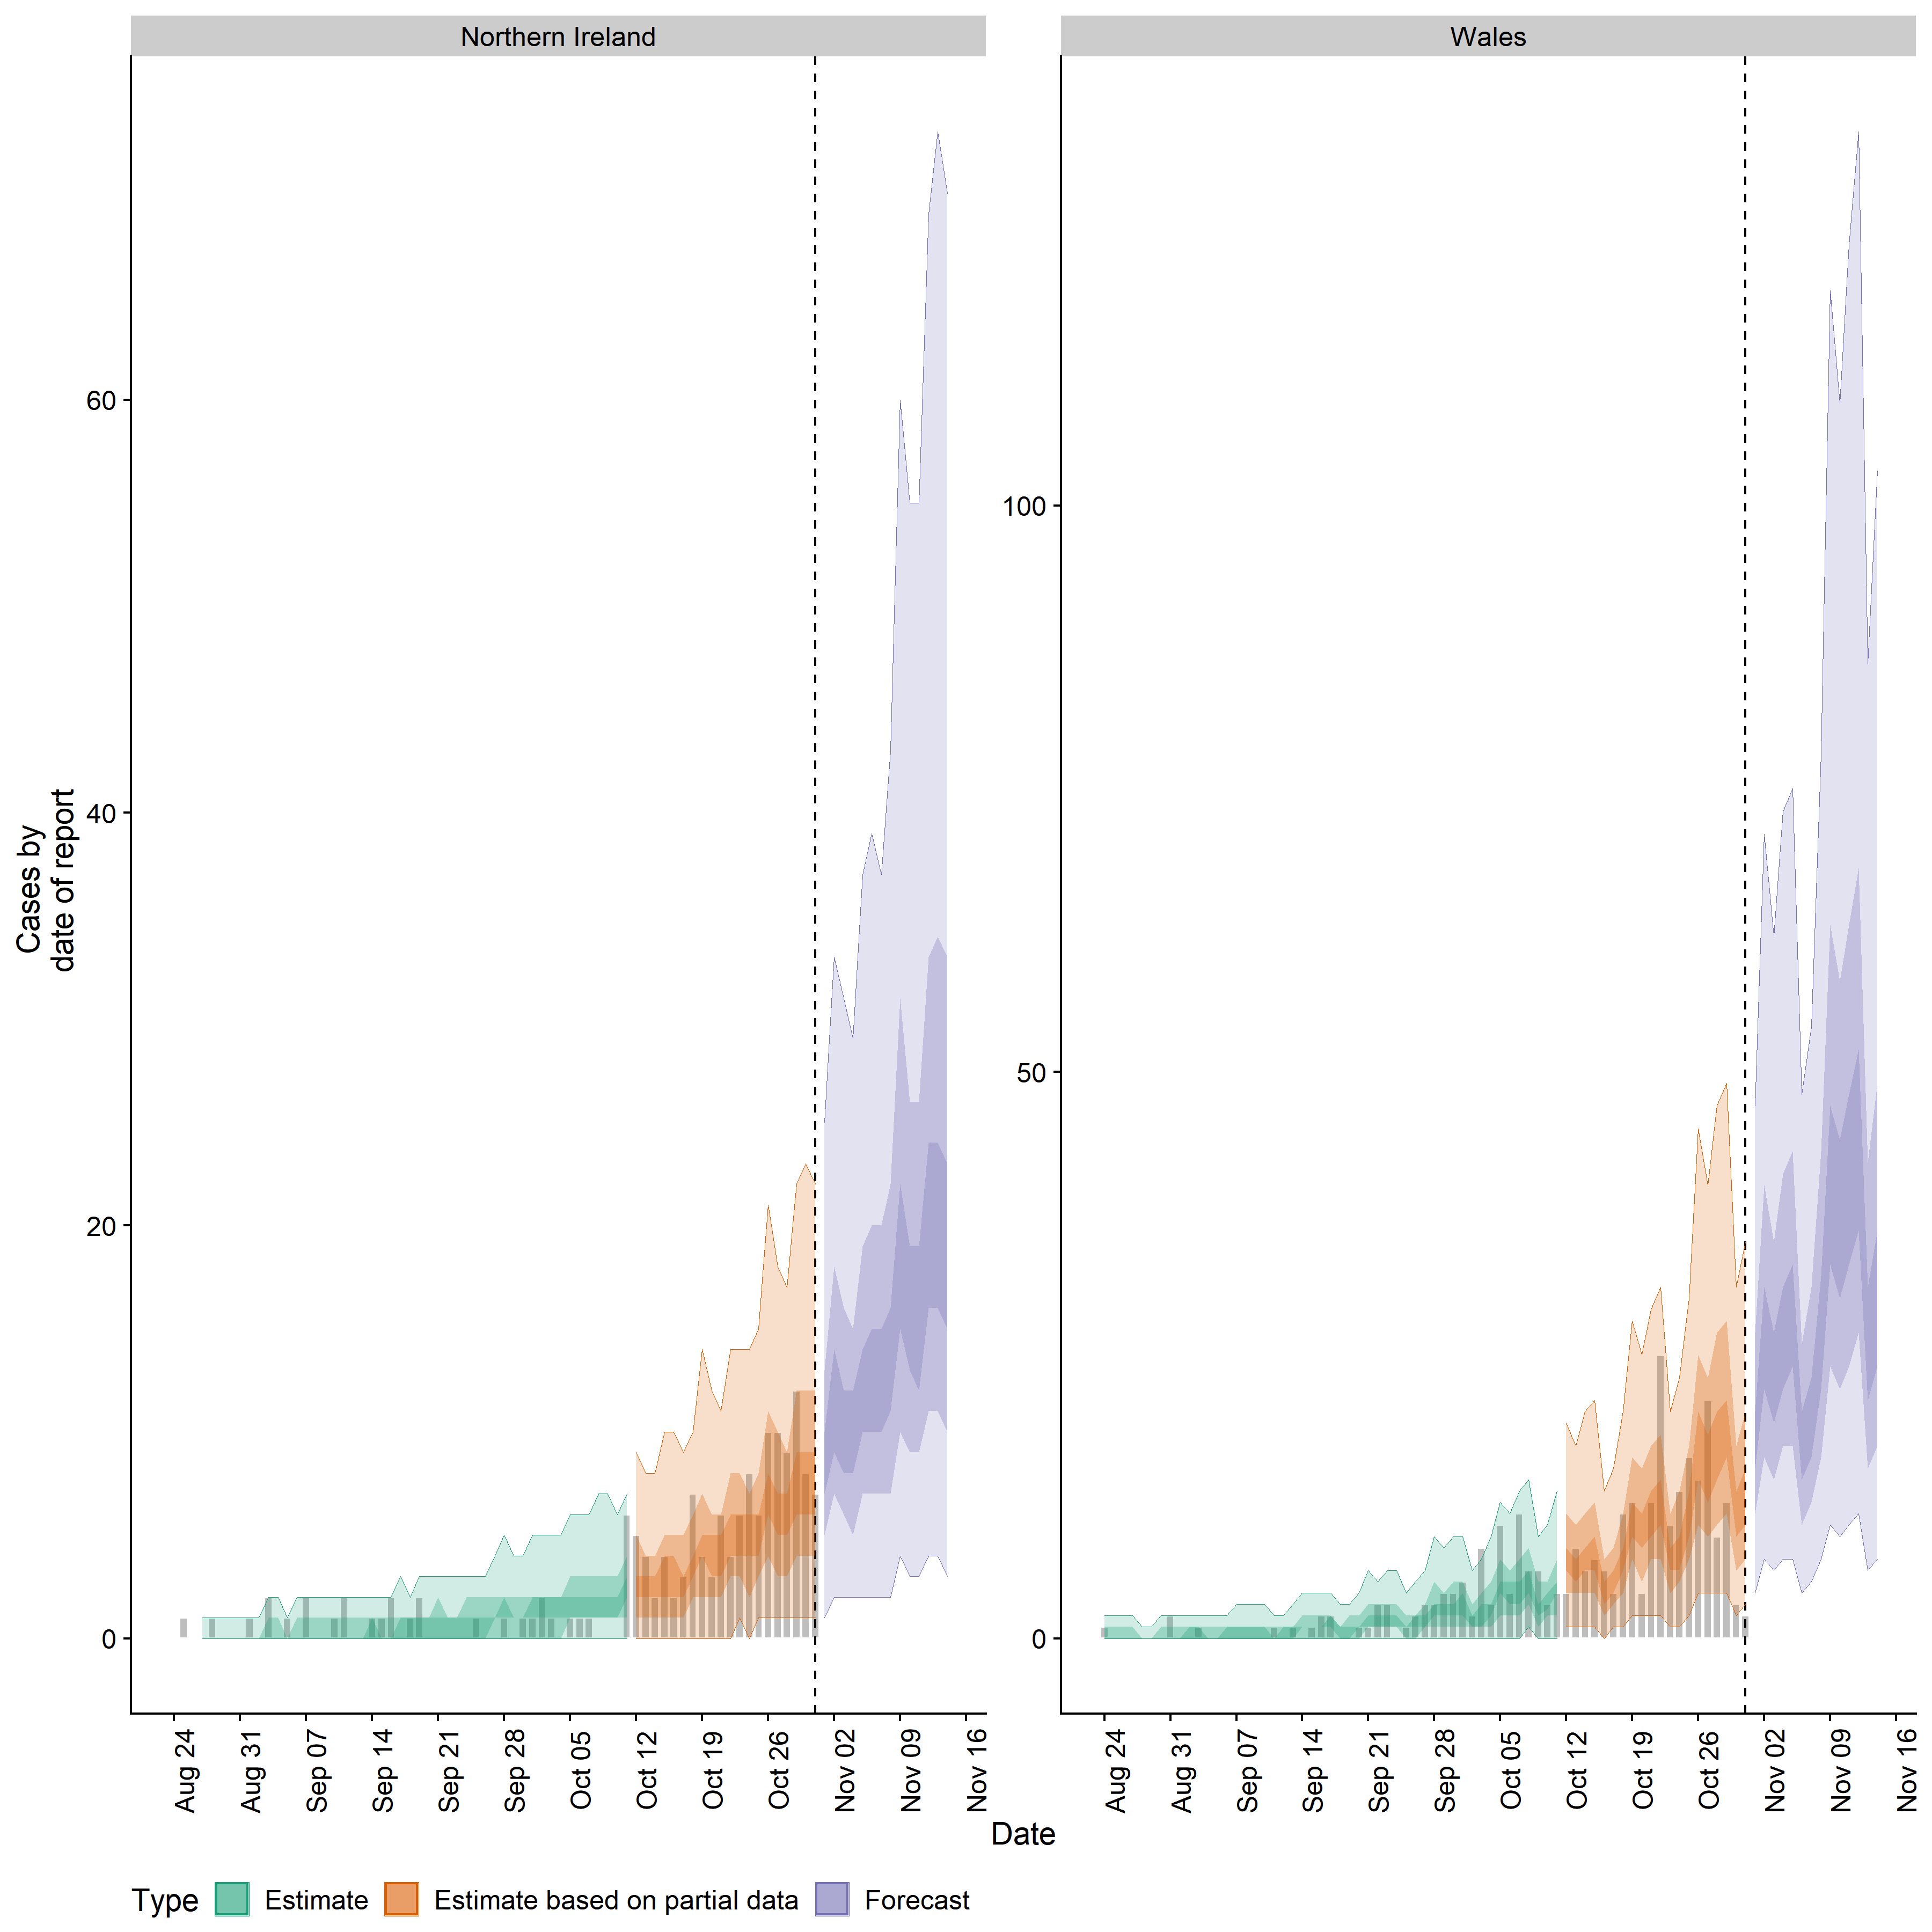 Northern Ireland
Wales
Cases by
date of report
60
40
20
0
100
50
0
Aug 24
Aug 31
Sep 07
Sep 14
Sep 21
Sep 28
Oct 05
Oct 12
Oct 19
Oct 26
Nov 02
Nov 09
Nov 16
Aug 24
Aug 31
Sep 07
Sep 14
Sep 21
Sep 28
Oct 05
Oct 12
Oct 19
Oct 26
Nov 02
Nov 09
Nov 16
Date
Type Estimate Estimate based on partial data Forecast